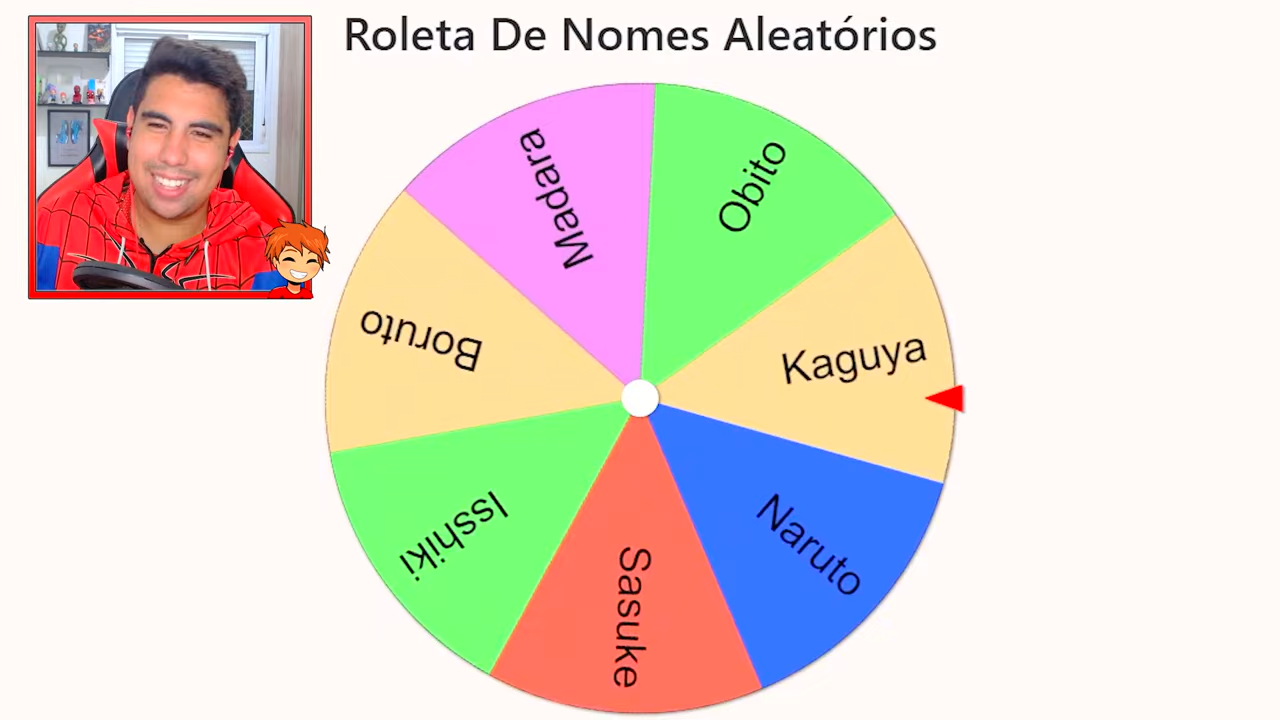 Roleta De Nomes Aleatórios
Madara
Obito
Kaguya
Boruto
Naruto
Isshiki
Sasuke